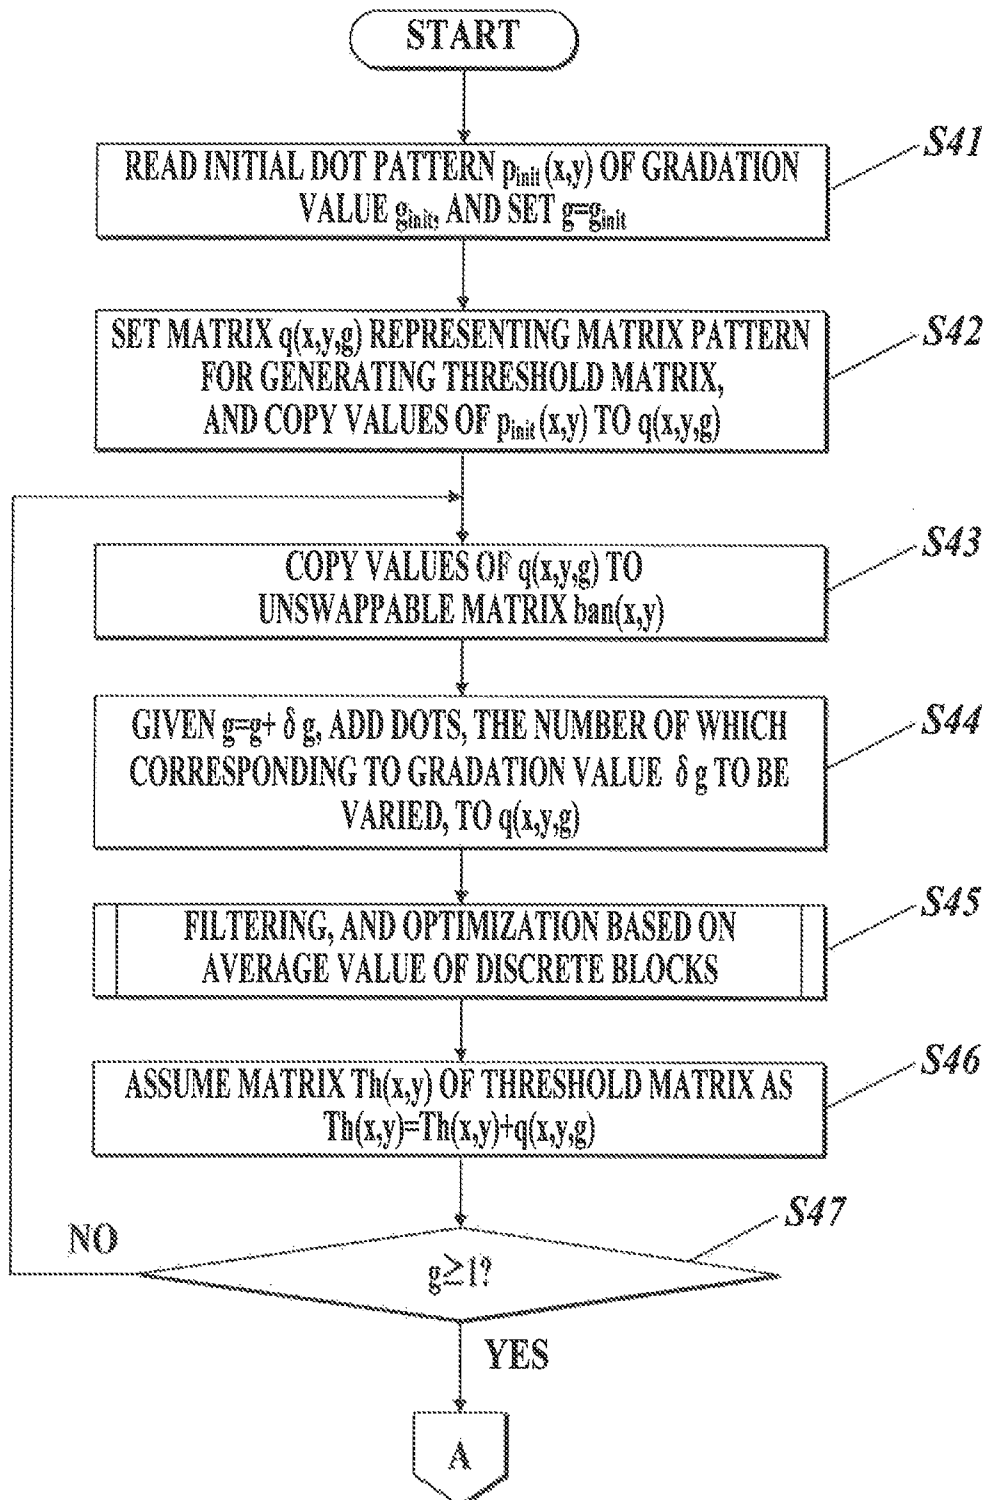 START
S41
READ INITIAL DOT PATTERN pinit(x,y) OF GRADATION
VALUE ginit, AND SET g=ginit
S42
SET MATRIX q(x,y,g) REPRESENTING MATRIX PATTERN
FOR GENERATING THRESHOLD MATRIX,
AND COPY VALUES OF pinit(x,y) TO q(x,y,g)
S43
COPY VALUES OF q(x,y,g) TO
UNSWAPPABLE MATRIX ban(x,y)
S44
GIVEN g=g+ δ g, ADD DOTS, THE NUMBER OF WHICH
CORRESPONDING TO GRADATION VALUE δ g TO BE
VARIED, TO q(x,y,g)
S45
FILTERING, AND OPTIMIZATION BASED ON
AVERAGE VALUE OF DISCRETE BLOCKS
S46
ASSUME MATRIX Th(x,y) OF THRESHOLD MATRIX AS
Th(x,y)=Th(x,y)+q(x,y,g)
S47
NO
g≧1?
YES
A